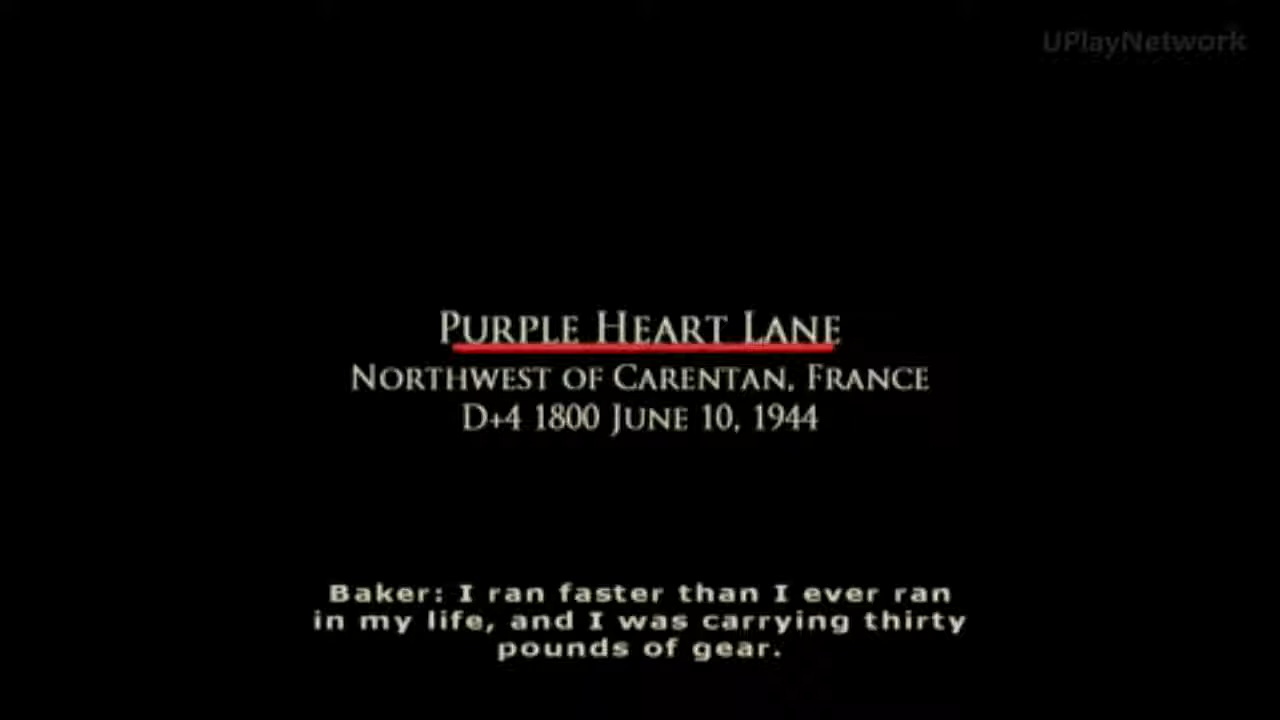 UPlayNetwork
Purple Heart Lane
Northwest of Carentan, France
D+4 1800 June 10, 1944
Baker: I ran faster than I ever ran
in my life, and I was carrying thirty
pounds of gear.